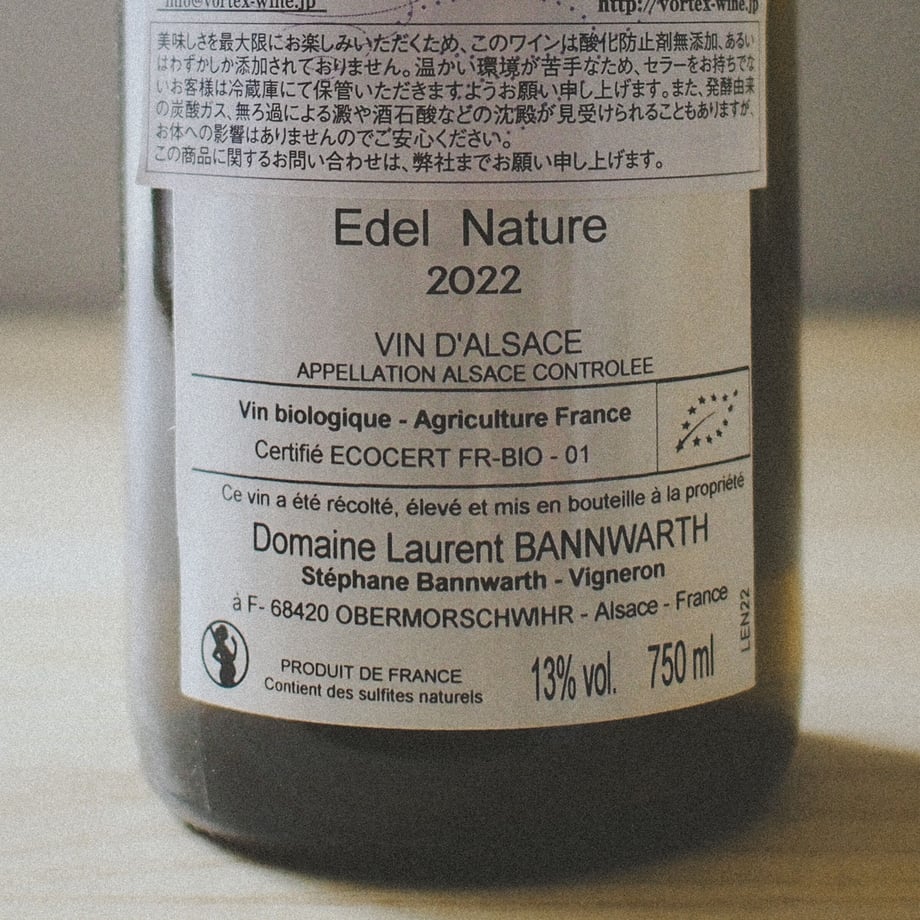 info@vortex-wine.jp http://vortex-wine.jp
美味しさを最大限にお楽しみいただくため、このワインは酸化防止剤無添加、あるい
はわずかしか添加されておりません。温かい環境が苦手なため、セラーをお持ちでな
いお客様は冷蔵庫にて保管いただきますようお願い申し上げます。また、発酵由来
の炭酸ガス、無ろ過による澱や酒石酸などの沈殿が見受けられることもありますが、
お体への影響はありませんのでご安心ください。
この商品に関するお問い合わせは、弊社までお願い申し上げます。
Edel Nature
2022
VIN D'ALSACE
APPELLATION ALSACE CONTROLEE
Vin biologique - Agriculture France
Certifié ECOCERT FR-BIO - 01
Ce vin a été récolté, élevé et mis en bouteille à la propriété
Domaine Laurent BANNWARTH
Stéphane Bannwarth - Vigneron
à F- 68420 OBERMORSCHWIHR - Alsace - France
LEN22
PRODUIT DE FRANCE
Contient des sulfites naturels
13% vol. 750 ml